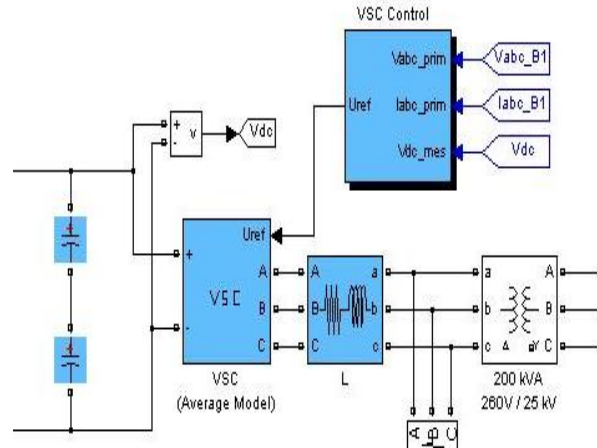 VSC Control
Vabc_prim
Vabc_B1
Uref
Iabc_prim
Iabc_B1
Vdc_mes
Vdc
+
-
v
Vdc
Uref
+
-
VSC
A
B
C
A
B
C
a
b
c
a
b
c
A
B
C
Δ
Y
VSC
(Average Model)
L
200 kVA
260V / 25 kV
A
B
C